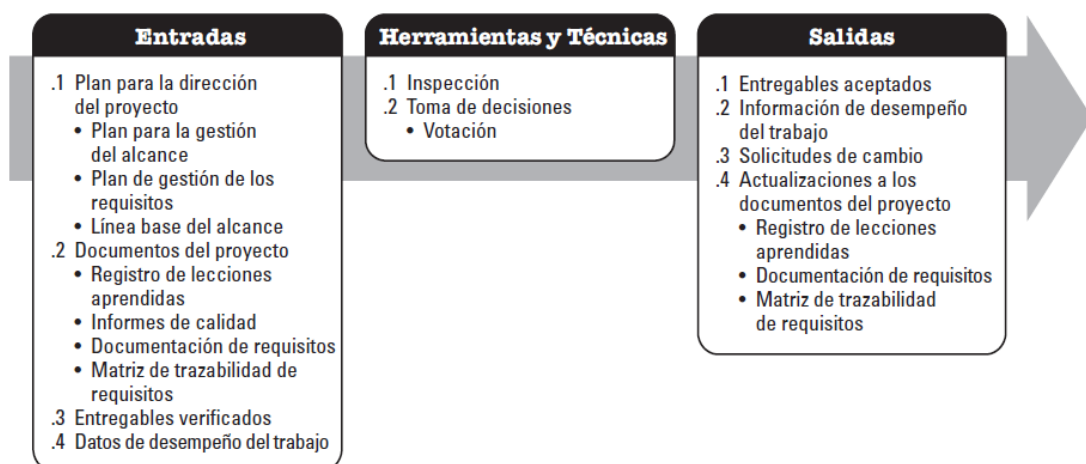 Entradas
.1 Plan para la dirección
del proyecto
• Plan para la gestión
del alcance
• Plan de gestión de los
requisitos
• Línea base del alcance
.2 Documentos del proyecto
• Registro de lecciones
aprendidas
• Informes de calidad
• Documentación de requisitos
• Matriz de trazabilidad de
requisitos
.3 Entregables verificados
.4 Datos de desempeño del trabajo
Herramientas y Técnicas
.1 Inspección
.2 Toma de decisiones
• Votación
Salidas
.1 Entregables aceptados
.2 Información de desempeño
del trabajo
.3 Solicitudes de cambio
.4 Actualizaciones a los
documentos del proyecto
• Registro de lecciones
aprendidas
• Documentación de requisitos
• Matriz de trazabilidad
de requisitos